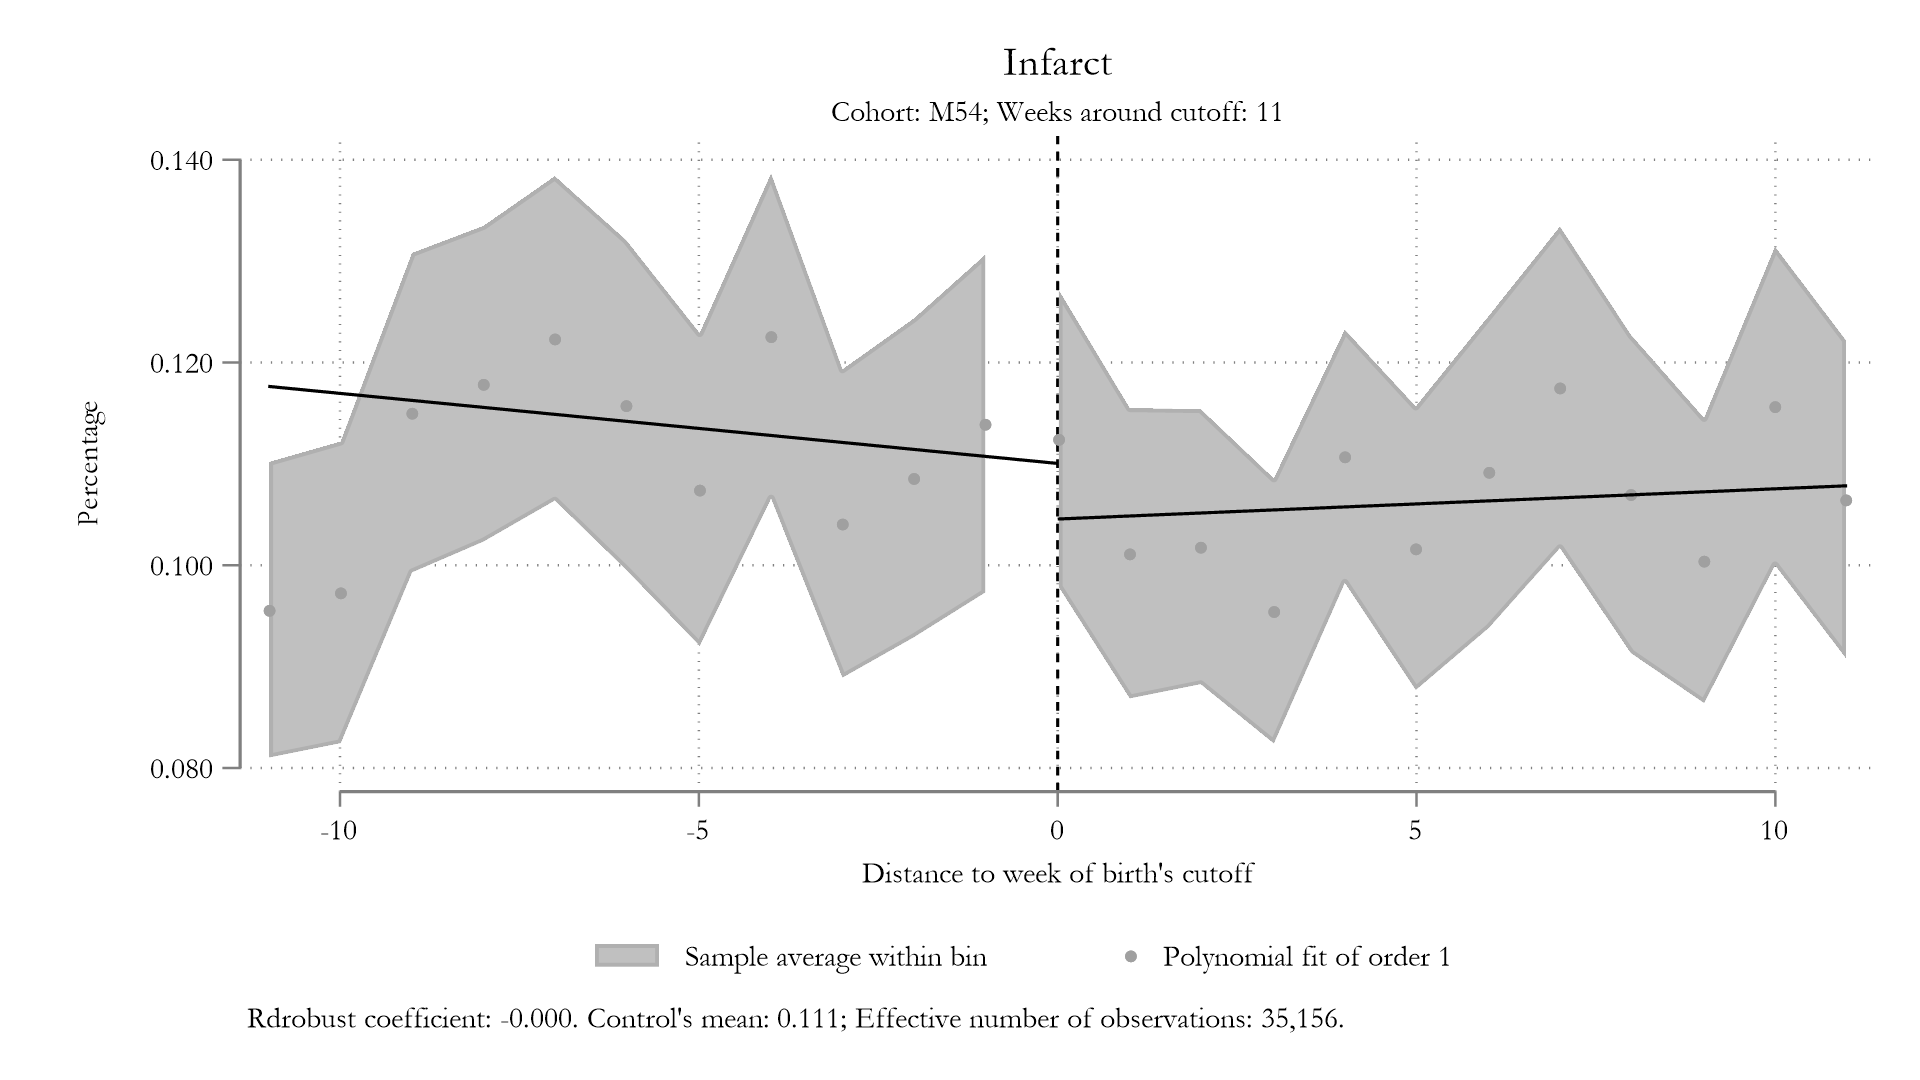 Infarct
Cohort: M54; Weeks around cutoff: 11
0.140
0.120
0.100
0.080
Percentage
-10 -5 0 5 10
Distance to week of birth's cutoff
Sample average within bin Polynomial fit of order 1
Rdrobust coefficient: -0.000. Control's mean: 0.111; Effective number of observations: 35,156.